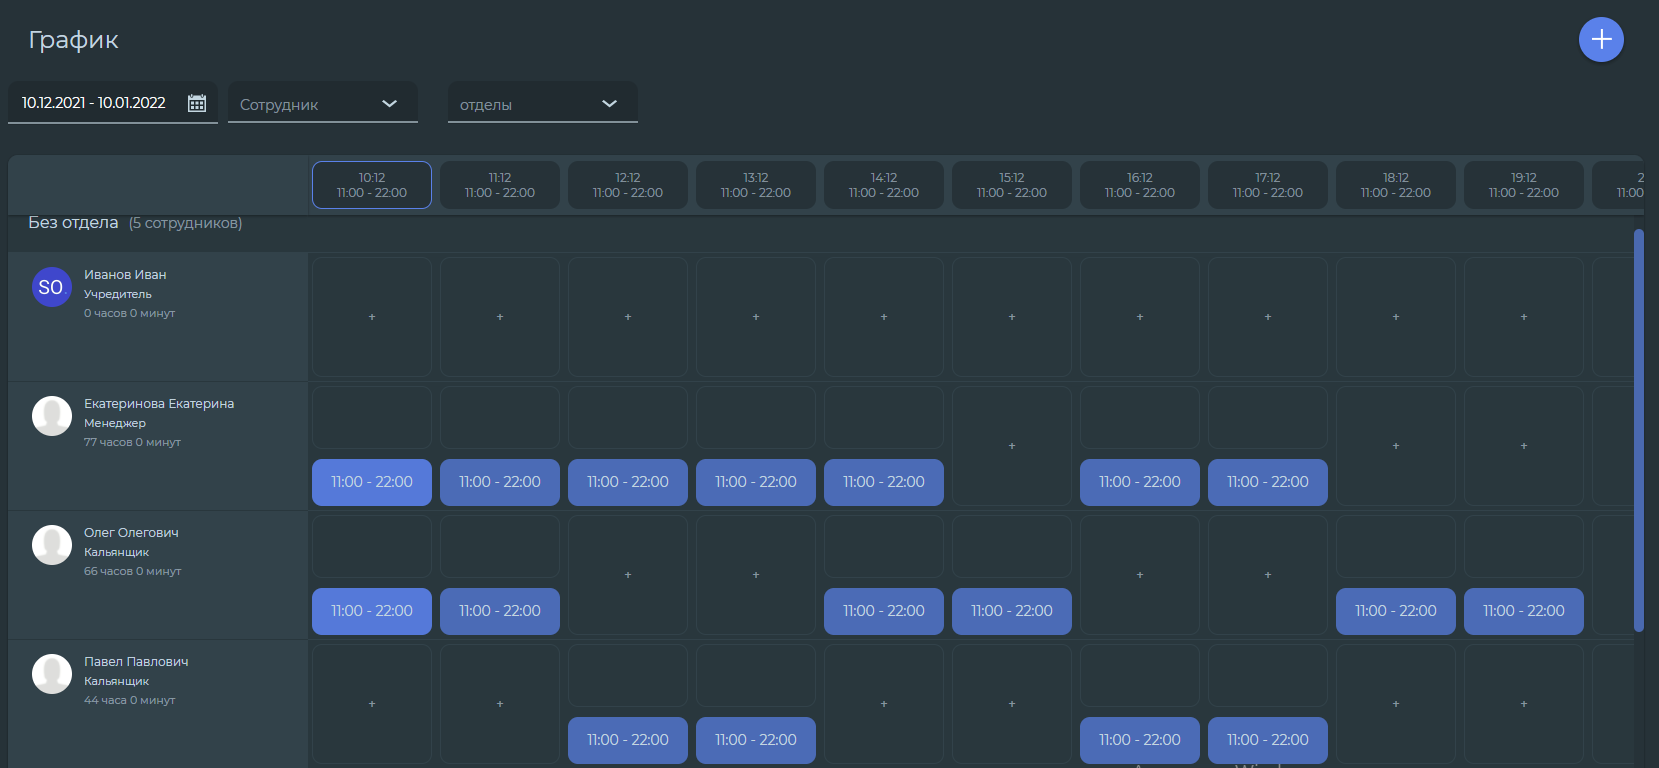 График
10.12.2021 - 10.01.2022
Сотрудник
отделы
10:12 11:12 12:12 13:12 14:12 15:12 16:12 17:12 18:12 19:12 2
11:00 - 22:00 11:00 - 22:00 11:00 - 22:00 11:00 - 22:00 11:00 - 22:00 11:00 - 22:00 11:00 - 22:00 11:00 - 22:00 11:00 - 22:00 11:00 - 22:00 11:00
Без отдела (5 сотрудников)
SO.
Иванов Иван
Учредитель
0 часов 0 минут
+ + + + + + + + + +
Екатеринова Екатерина
Менеджер
77 часов 0 минут
+ + +
11:00 - 22:00 11:00 - 22:00 11:00 - 22:00 11:00 - 22:00 11:00 - 22:00 11:00 - 22:00 11:00 - 22:00
Олег Олегович
Кальянщик
66 часов 0 минут
+ + + +
11:00 - 22:00 11:00 - 22:00 11:00 - 22:00 11:00 - 22:00 11:00 - 22:00 11:00 - 22:00
Павел Павлович
Кальянщик
44 часа 0 минут
+ + + + + +
11:00 - 22:00 11:00 - 22:00 11:00 - 22:00 11:00 - 22:00